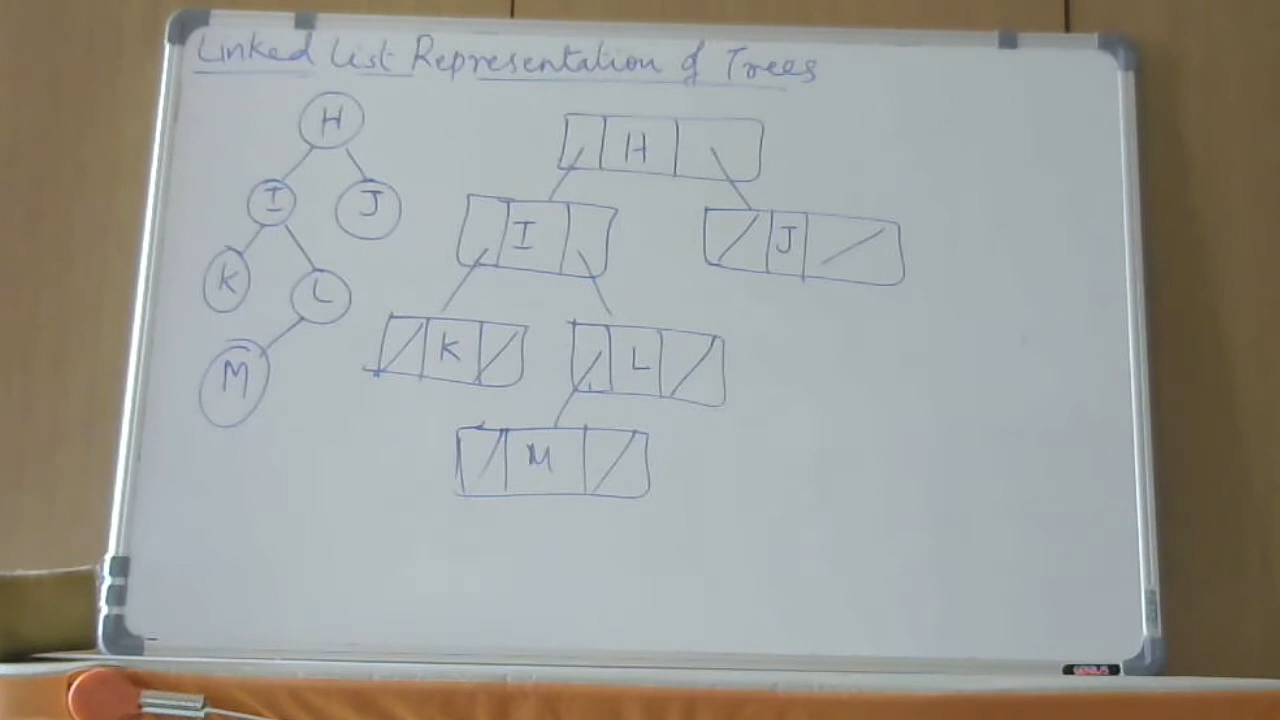 Linked List Representation of Trees
H
I J
K L
M
H
I J
K L
M